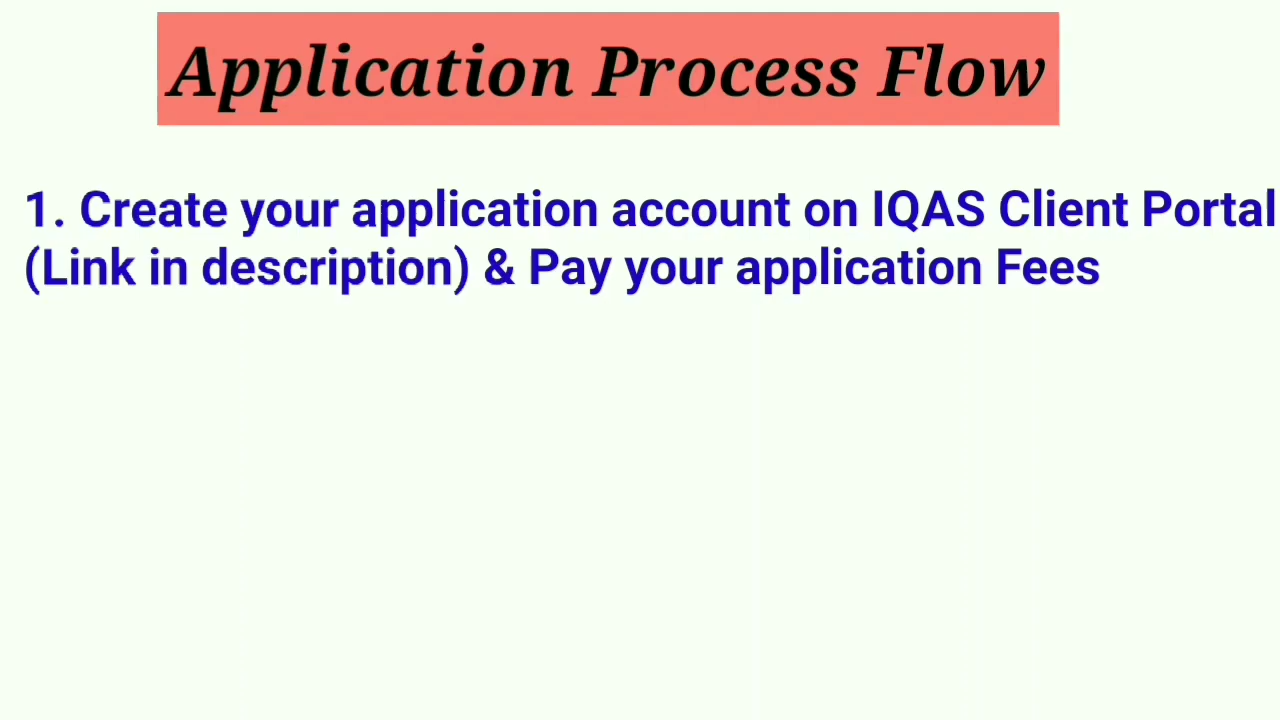 Application Process Flow
1. Create your application account on IQAS Client Portal
(Link in description) & Pay your application Fees